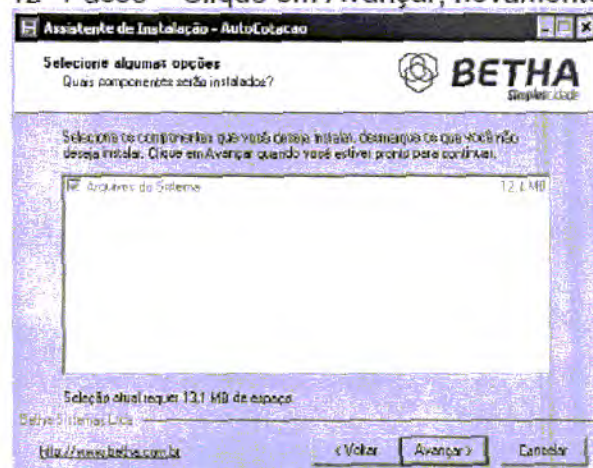 Clique em Avançar, novamente
Assistente de Instalação - AutoCotacao
Selecione algumas opções
Quais componentes serão instalados?
BETHA
Simplicidade
Selecione os componentes que você deseja instalar, desmarque os que você não
deseja instalar. Clique em Avançar quando você estiver pronto para continuar.
Arquivos do Sistema
MB
Seleção atual requer 13,1 MB de espaço.
Betha Sistemas Ltda
http://www.betha.com.br
< Voltar
Avançar >
Cancelar